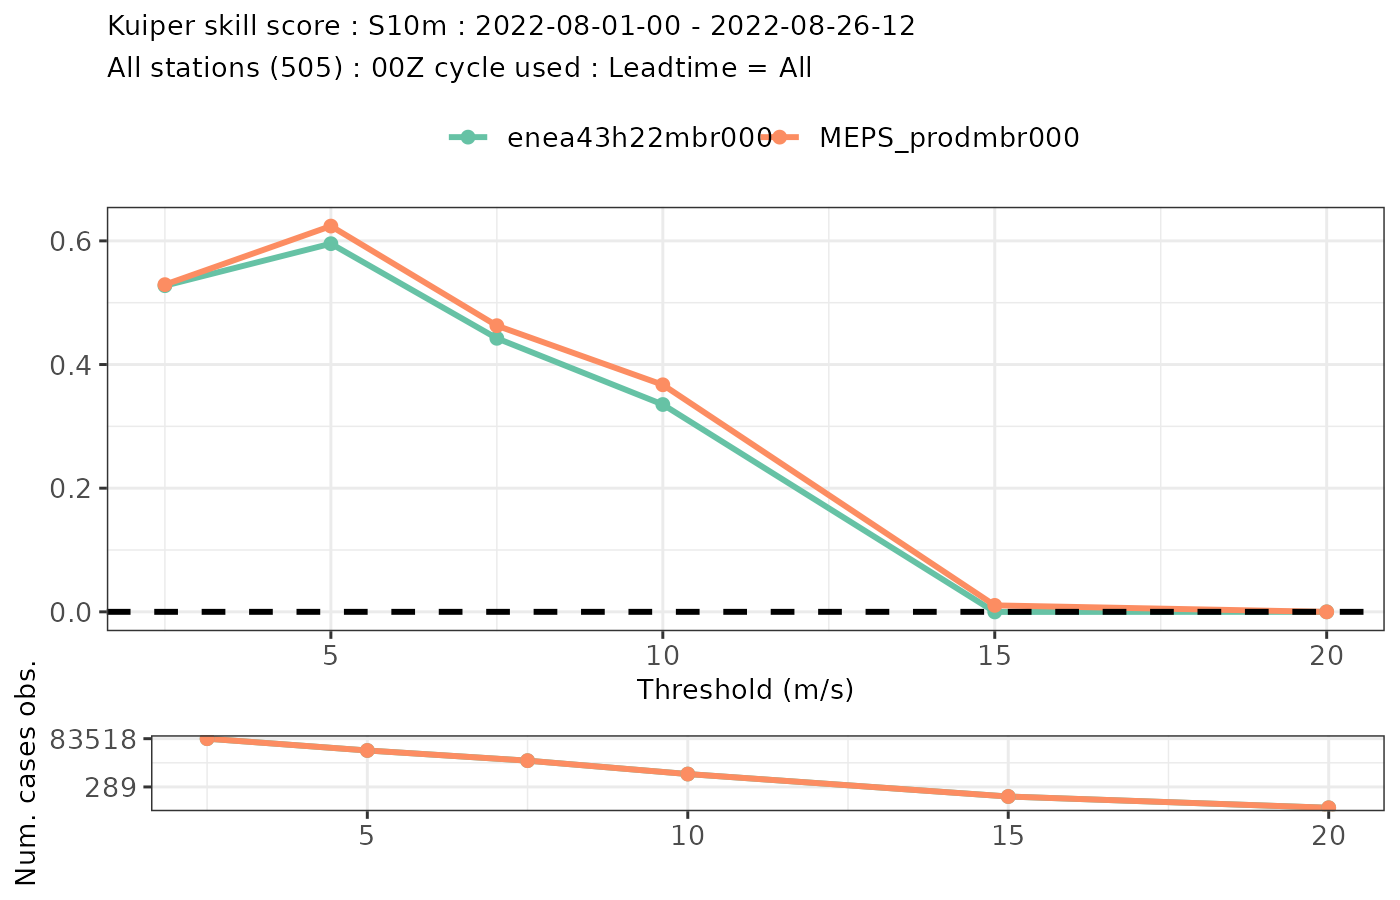 Kuiper skill score : S10m : 2022-08-01-00 - 2022-08-26-12
All stations (505) : 00Z cycle used : Leadtime = All
enea43h22mbr000 MEPS_prodmbr000
0.6
0.4
0.2
0.0
5 10 15 20
Threshold (m/s)
Num. cases obs.
83518
289
5 10 15 20